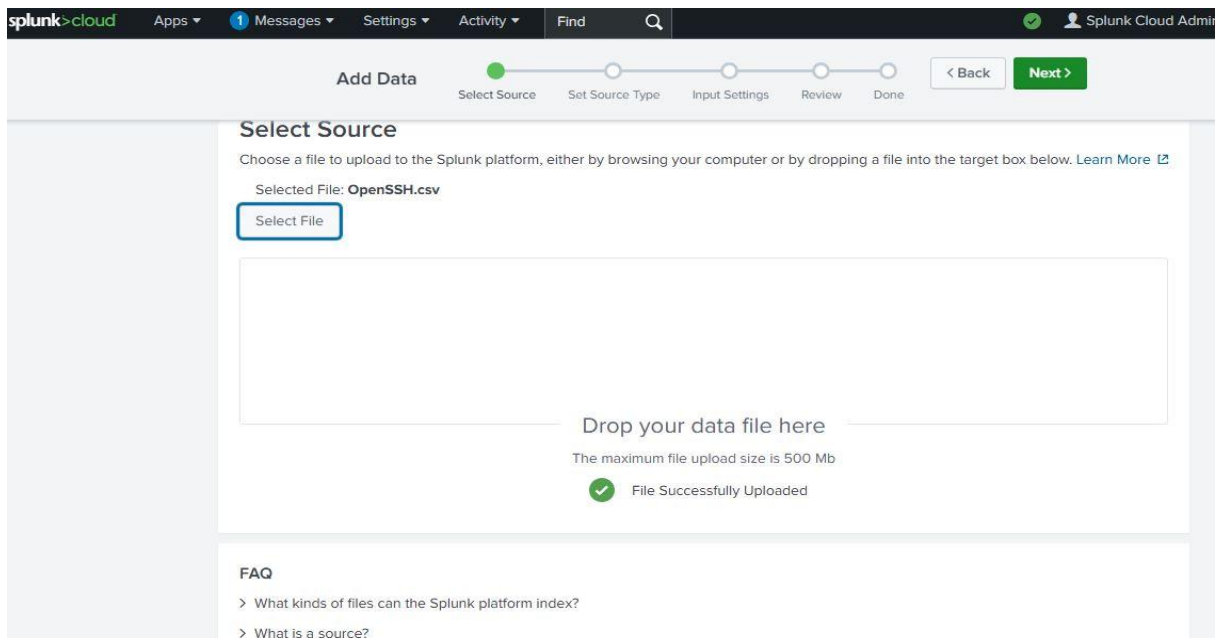 splunk>cloud Apps ▾ 1 Messages ▾ Settings ▾ Activity ▾ Find Splunk Cloud Admin
Add Data
Select Source Set Source Type Input Settings Review Done
< Back Next >
Select Source
Choose a file to upload to the Splunk platform, either by browsing your computer or by dropping a file into the target box below. Learn More
Selected File: OpenSSH.csv
Select File
Drop your data file here
The maximum file upload size is 500 Mb
File Successfully Uploaded
FAQ
> What kinds of files can the Splunk platform index?
> What is a source?